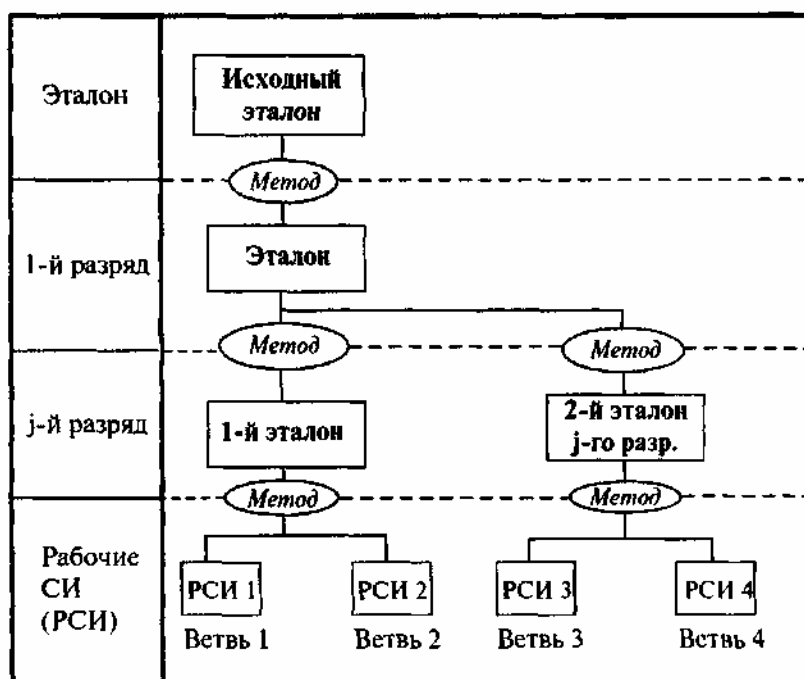 Эталон
Исходный
эталон
Метод
1-й разряд
Эталон
Метод
Метод
j-й разряд
1-й эталон
2-й эталон
j-го разр.
Метод
Метод
Рабочие
СИ
(РСИ)
РСИ 1
РСИ 2
РСИ 3
РСИ 4
Ветвь 1
Ветвь 2
Ветвь 3
Ветвь 4